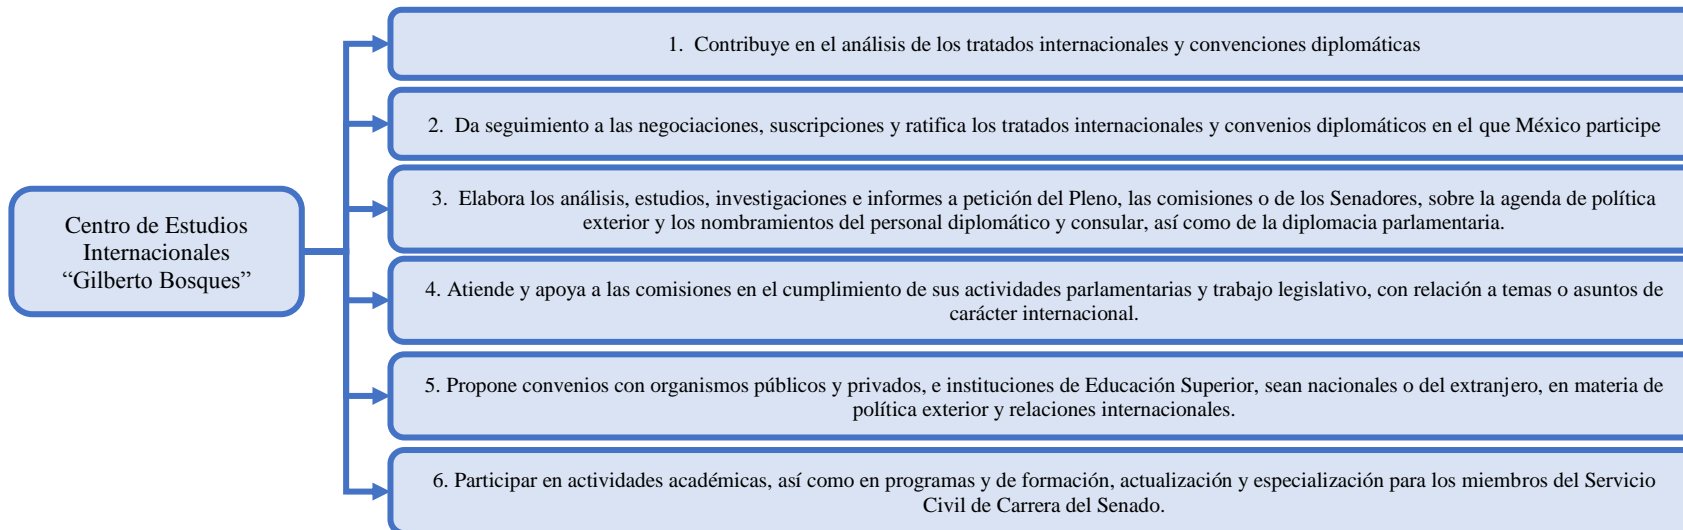 Centro de Estudios
Internacionales
“Gilberto Bosques”
1. Contribuye en el análisis de los tratados internacionales y convenciones diplomáticas
2. Da seguimiento a las negociaciones, suscripciones y ratifica los tratados internacionales y convenios diplomáticos en el que México participe
3. Elabora los análisis, estudios, investigaciones e informes a petición del Pleno, las comisiones o de los Senadores, sobre la agenda de política
exterior y los nombramientos del personal diplomático y consular, así como de la diplomacia parlamentaria.
4. Atiende y apoya a las comisiones en el cumplimiento de sus actividades parlamentarias y trabajo legislativo, con relación a temas o asuntos de
carácter internacional.
5. Propone convenios con organismos públicos y privados, e instituciones de Educación Superior, sean nacionales o del extranjero, en materia de
política exterior y relaciones internacionales.
6. Participar en actividades académicas, así como en programas y de formación, actualización y especialización para los miembros del Servicio
Civil de Carrera del Senado.